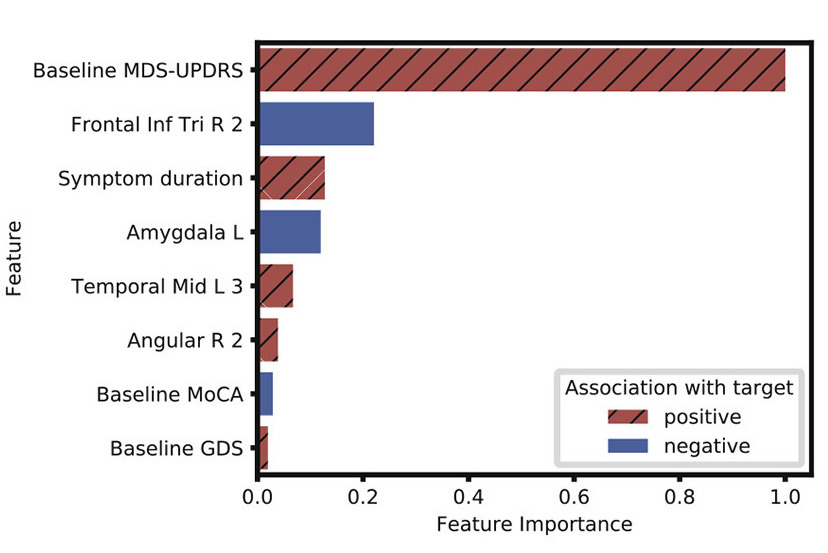 Baseline MDS-UPDRS
Frontal Inf Tri R 2
Symptom duration
Amygdala L
Temporal Mid L 3
Angular R 2
Baseline MoCA
Baseline GDS
Feature
Association with target
positive
negative
0.0 0.2 0.4 0.6 0.8 1.0
Feature Importance